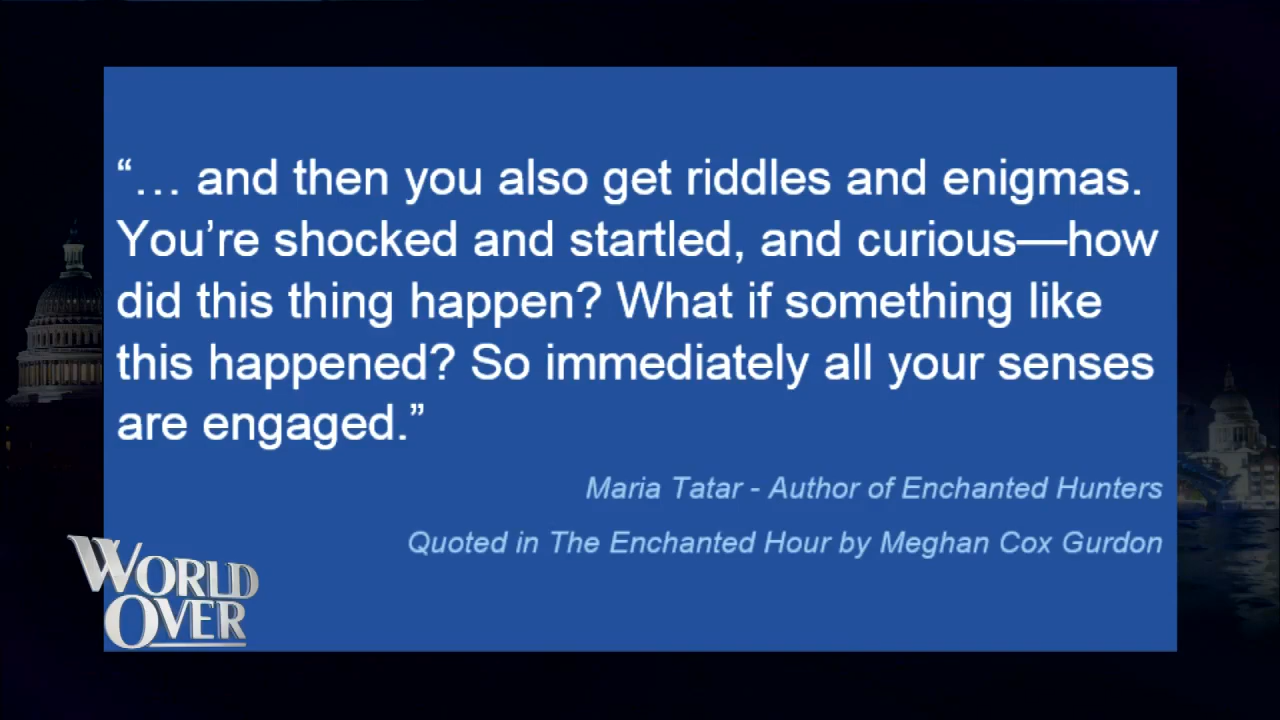 “… and then you also get riddles and enigmas.
You’re shocked and startled, and curious—how
did this thing happen? What if something like
this happened? So immediately all your senses
are engaged.”
Maria Tatar - Author of Enchanted Hunters
Quoted in The Enchanted Hour by Meghan Cox Gurdon
WORLD
OVER